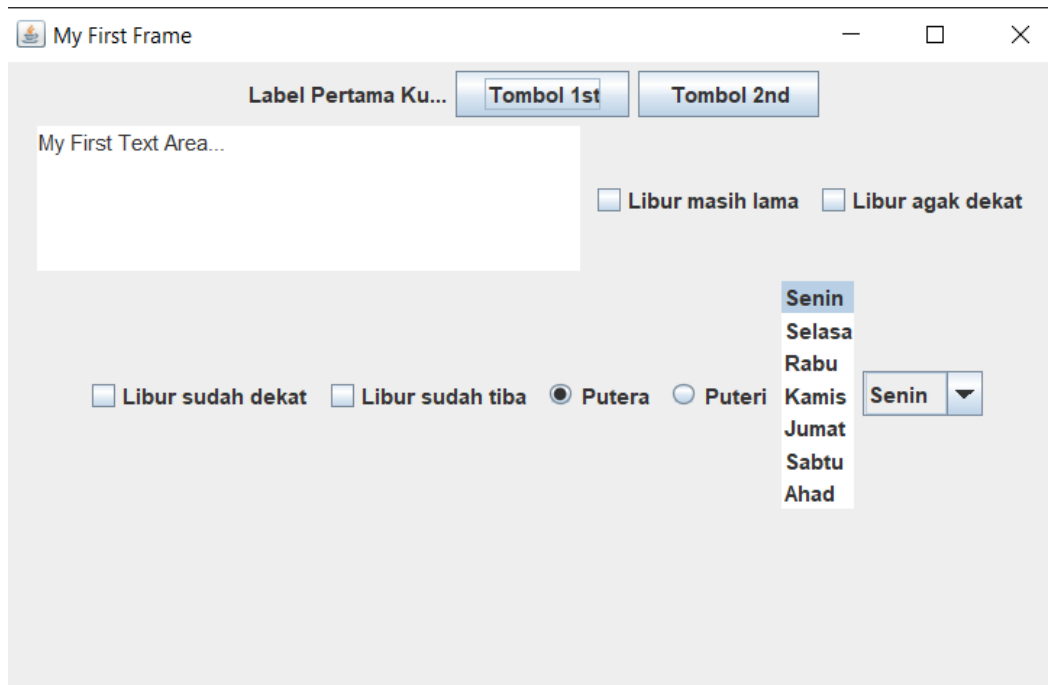 My First Frame
Label Pertama Ku... Tombol 1st Tombol 2nd
My First Text Area...
Libur masih lama Libur agak dekat
Libur sudah dekat Libur sudah tiba Putera Puteri
Senin
Selasa
Rabu
Kamis
Jumat
Sabtu
Ahad
Senin